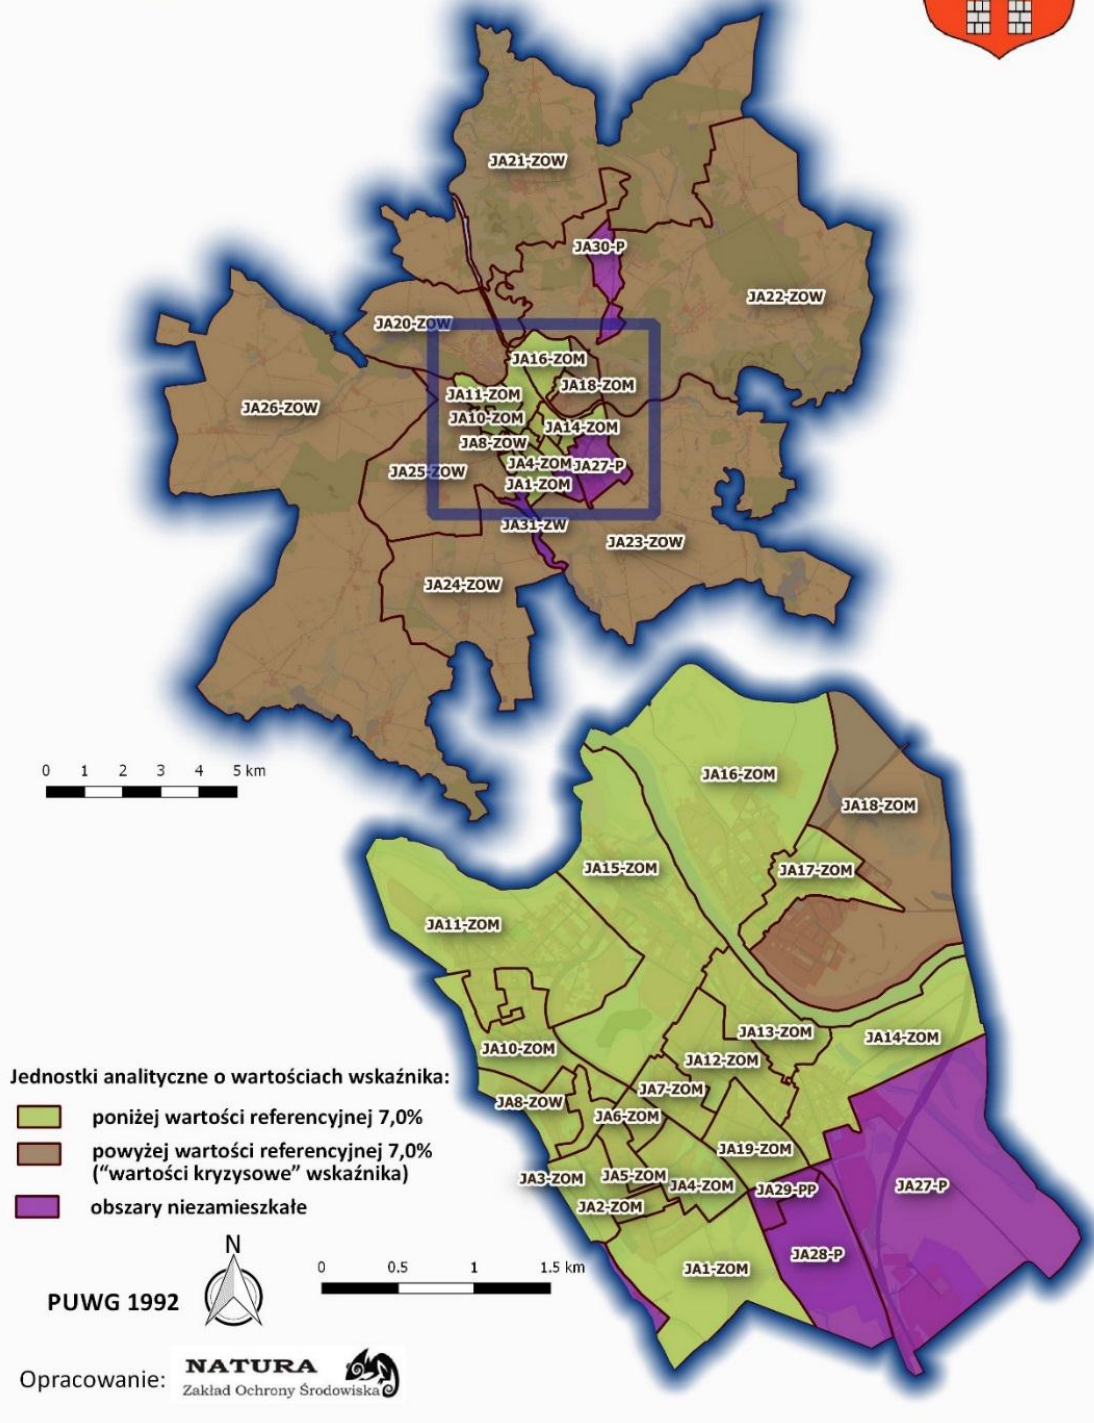 JA21-ZOW
JA30-P
JA22-ZOW
JA20-ZOW
JA16-ZOM
JA18-ZOM
JA11-ZOM
JA26-ZOW
JA10-ZOM
JA14-ZOM
JA8-ZOW
JA4-ZOM
JA27-P
JA25-ZOW
JA1-ZOM
JA31-ZW
JA23-ZOW
JA24-ZOW
0 1 2 3 4 5 km
JA16-ZOM
JA18-ZOM
JA15-ZOM
JA17-ZOM
JA11-ZOM
JA13-ZOM
JA14-ZOM
JA10-ZOM
JA12-ZOM
JA7-ZOM
JA8-ZOW
JA6-ZOM
JA19-ZOM
JA3-ZOM
JA5-ZOM
JA4-ZOM
JA29-PP
JA27-P
JA2-ZOM
JA28-P
JA1-ZOM
Jednostki analityczne o wartościach wskaźnika:
poniżej wartości referencyjnej 7,0%
powyżej wartości referencyjnej 7,0%
(“wartości kryzysowe” wskaźnika)
obszary niezamieszkałe
N
0 0.5 1 1.5 km
PUWG 1992
Opracowanie:
NATURA
Zakład Ochrony Środowiska